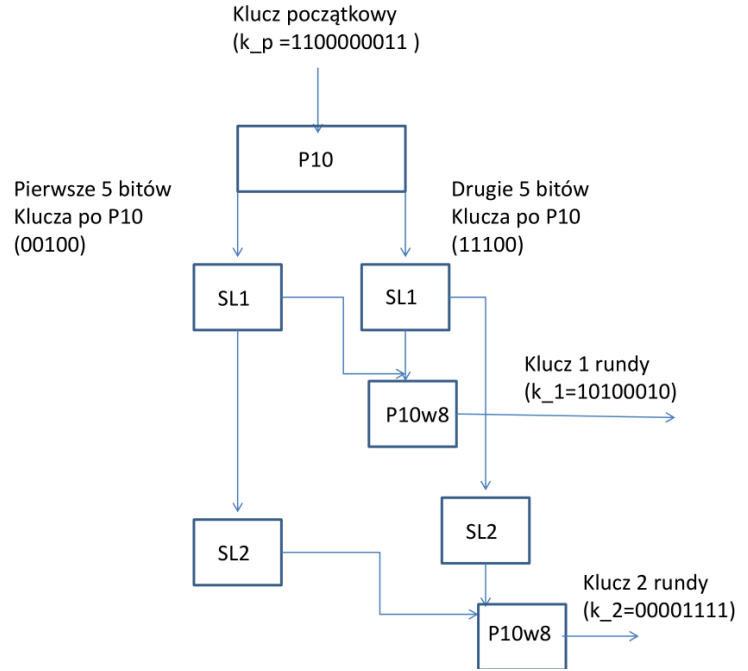 Klucz początkowy
(k_p =1100000011 )
P10
Pierwsze 5 bitów
Klucza po P10
(00100)
Drugie 5 bitów
Klucza po P10
(11100)
SL1
SL1
Klucz 1 rundy
(k_1=10100010)
P10w8
SL2
SL2
Klucz 2 rundy
(k_2=00001111)
P10w8